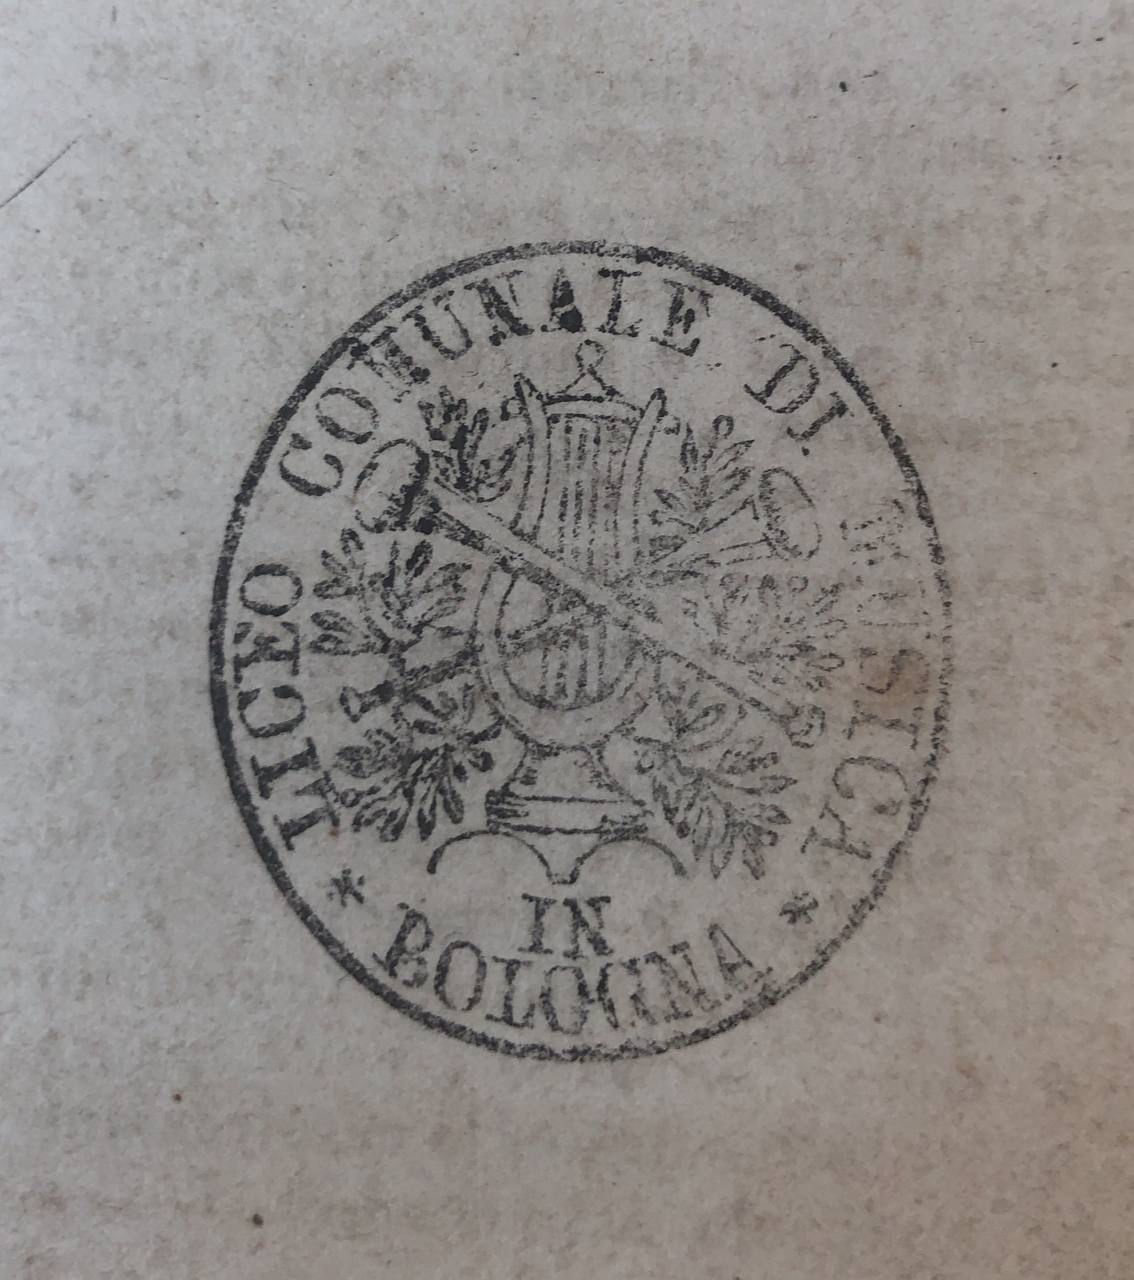 LICEO COMUNALE DI MUSICA
* IN *
BOLOGNA